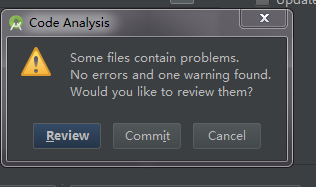 Update
Code Analysis
Some files contain problems.
No errors and one warning found.
Would you like to review them?
Review
Commit
Cancel